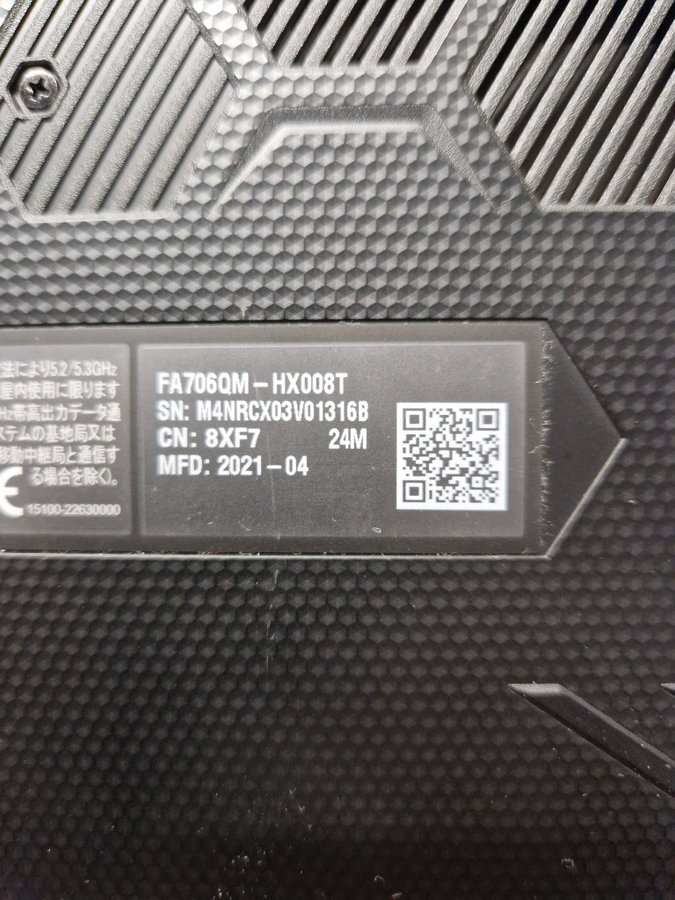 法により5.2/5.3GHz
屋内使用に限ります
Hz帯高出力データ通
ステムの基地局又は
移動中継局と通信す
る場合を除く)。
CE 15100-22630000
FA706QM-HX008T
SN: M4NRCX03V01316B
CN: 8XF7 24M
MFD: 2021-04